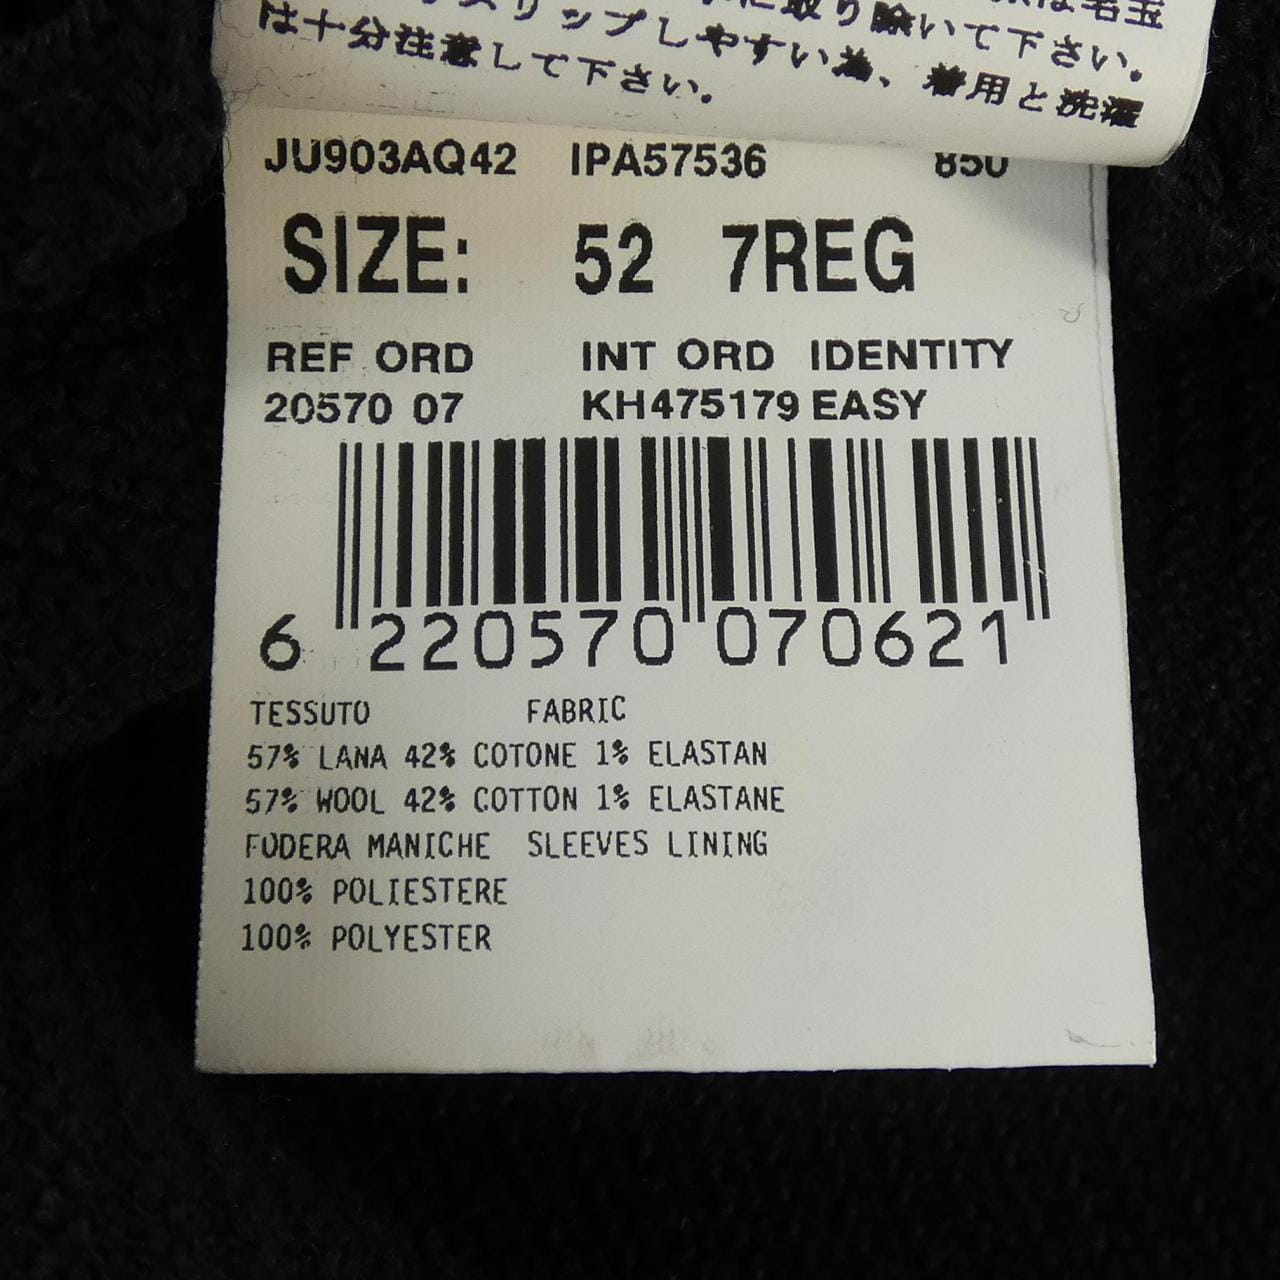 スリップしやすい為、着用と洗濯
は十分注意して下さい。
に取り除いて下さい。
は毛玉
JU903AQ42 IPA57536 850
SIZE: 52 7REG
REF ORD INT ORD IDENTITY
20570 07 KH475179 EASY
6 220570 070621
TESSUTO FABRIC
57% LANA 42% COTONE 1% ELASTAN
57% WOOL 42% COTTON 1% ELASTANE
FODERA MANICHE SLEEVES LINING
100% POLIESTERE
100% POLYESTER